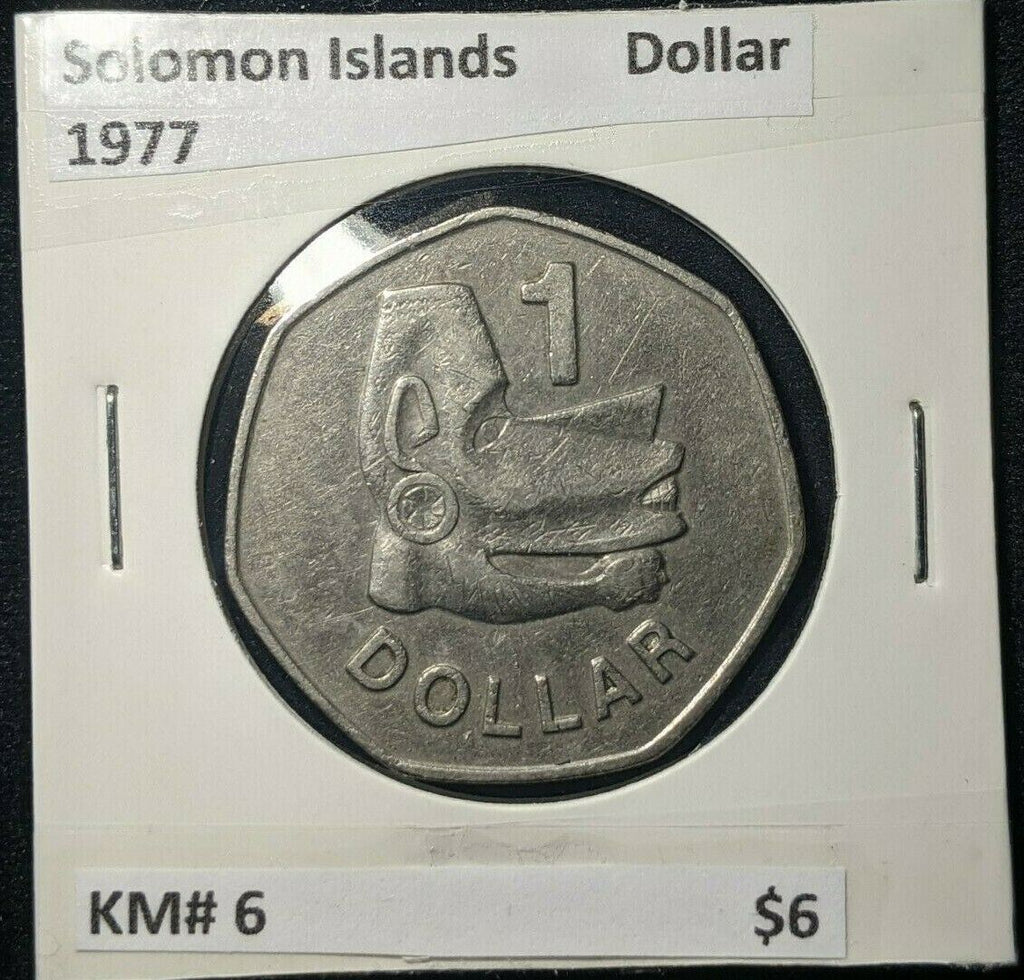 Solomon Islands Dollar
1977
1
DOLLAR
KM# 6 $6